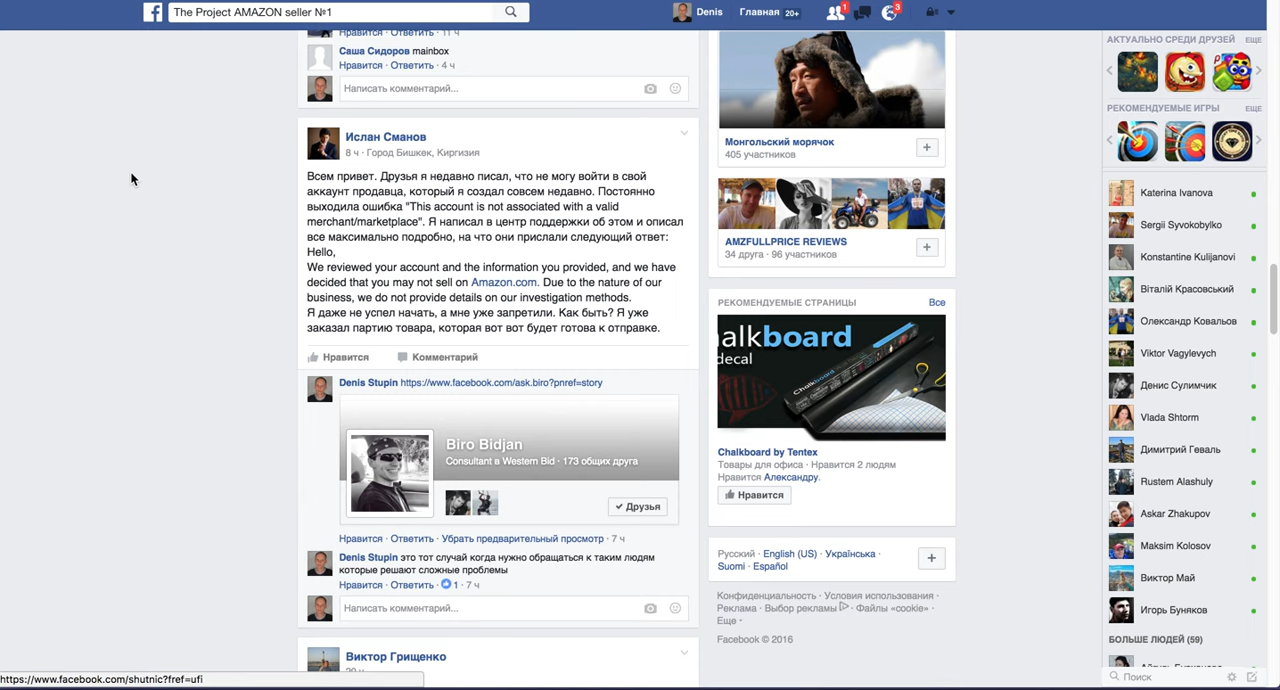 The Project AMAZON seller №1
Denis
Главная 20+
1
3
Нравится · Ответить · 11 ч
Саша Сидоров mainbox
Нравится · Ответить · 4 ч
Написать комментарий...
Ислан Сманов
8 ч · Город Бишкек, Киргизия
Всем привет. Друзья я недавно писал, что не могу войти в свой
аккаунт продавца, который я создал совсем недавно. Постоянно
выходила ошибка "This account is not associated with a valid
merchant/marketplace". Я написал в центр поддержки об этом и описал
все максимально подробно, на что они прислали следующий ответ:
Hello,
We reviewed your account and the information you provided, and we have
decided that you may not sell on Amazon.com. Due to the nature of our
business, we do not provide details on our investigation methods.
Я даже не успел начать, а мне уже запретили. Как быть? Я уже
заказал партию товара, которая вот вот будет готова к отправке.
Нравится Комментарий
Denis Stupin https://www.facebook.com/ask.biro?pnref=story
Biro Bidjan
Consultant в Western Bid · 173 общих друга
Друзья
Нравится · Ответить · Убрать предварительный просмотр · 7 ч
Denis Stupin это тот случай когда нужно обращаться к таким людям
которые решают сложные проблемы
Нравится · Ответить · 1 · 7 ч
Написать комментарий...
Виктор Грищенко
https://www.facebook.com/shutnic?fref=ufi
Монгольский морячок
405 участников
AMZFULLPRICE REVIEWS
34 друга · 96 участников
РЕКОМЕНДУЕМЫЕ СТРАНИЦЫ
Все
alkboard
decal
Chalkboard by Tentex
Товары для офиса · Нравится 2 людям
Нравится Александру.
Нравится
Русский · English (US) · Українська ·
Suomi · Español
Конфиденциальность · Условия использования ·
Реклама · Выбор рекламы · Файлы «cookie» ·
Еще
Facebook © 2016
АКТУАЛЬНО СРЕДИ ДРУЗЕЙ ЕЩЕ
РЕКОМЕНДУЕМЫЕ ИГРЫ ЕЩЕ
Katerina Ivanova
Sergii Syvokobylko
Konstantine Kulijanovi
Віталій Красовський
Олександр Ковальов
Viktor Vagylevych
Денис Сулимчик
Vlada Shtorm
Димитрий Геваль
Rustem Alashuly
Askar Zhakupov
Maksim Kolosov
Виктор Май
Игорь Буняков
БОЛЬШЕ ЛЮДЕЙ (59)
Поиск